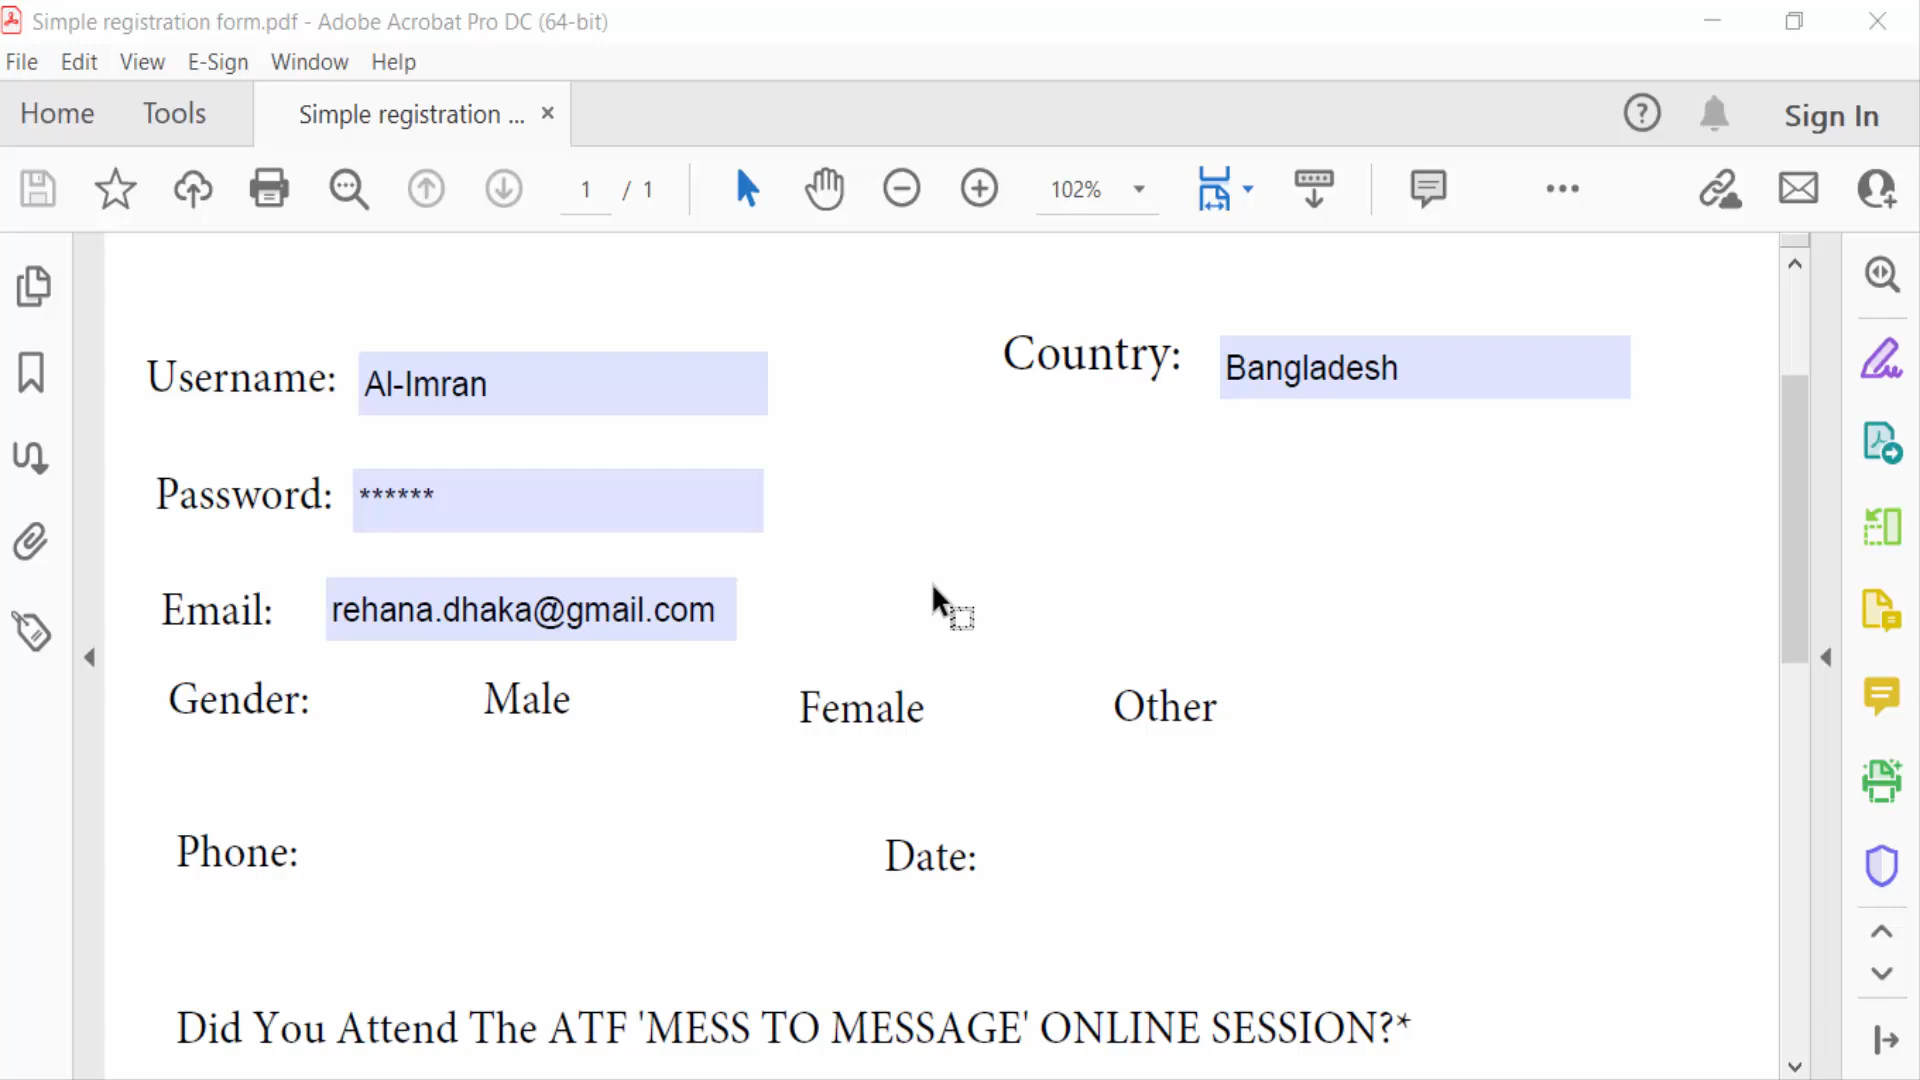 Simple registration form.pdf - Adobe Acrobat Pro DC (64-bit)
File Edit View E-Sign Window Help
Home Tools Simple registration ... × Sign In
1 / 1 102%
Username: Al-Imran Country: Bangladesh
Password: ******
Email: rehana.dhaka@gmail.com
Gender: Male Female Other
Phone: Date:
Did You Attend The ATF 'MESS TO MESSAGE' ONLINE SESSION?*